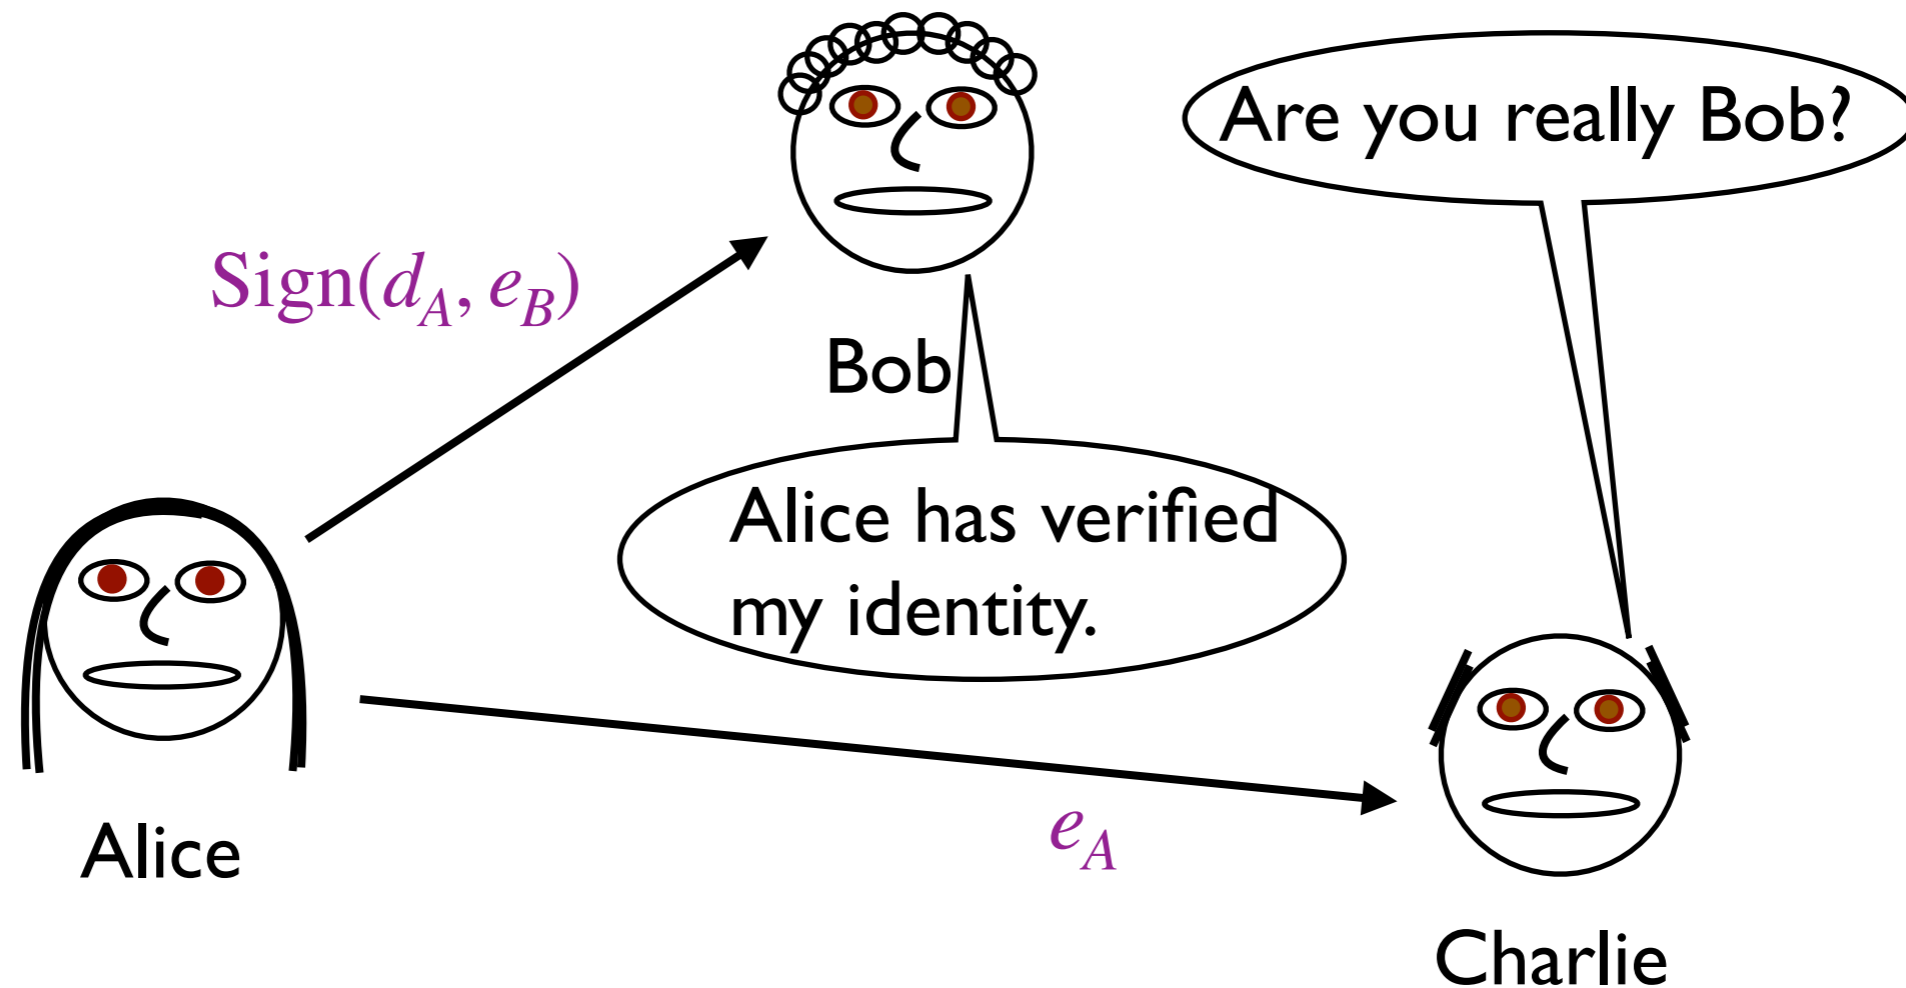 Are you really Bob?
Sign(d_A, e_B)
Bob
Alice has verified
my identity.
e_A
Alice
Charlie